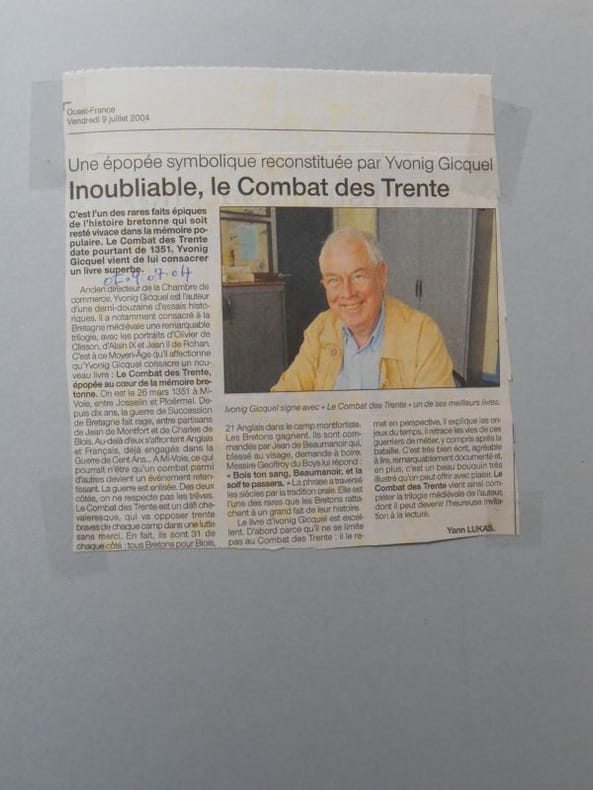 Ouest-France
Vendredi 9 juillet 2004
Une épopée symbolique reconstituée par Yvonig Gicquel
Inoubliable, le Combat des Trente
C'est l'un des rares faits épiques
de l'histoire bretonne qui soit
resté vivace dans la mémoire po-
pulaire. Le Combat des Trente
date pourtant de 1351. Yvonig
Gicquel vient de lui consacrer
un livre superbe.
OF.9.07.04
Ancien directeur de la Chambre de
commerce, Yvonig Gicquel est l'auteur
d'une demi-douzaine d'essais histo-
riques. Il a notamment consacré à la
Bretagne médiévale une remarquable
trilogie, avec les portraits d'Olivier de
Clisson, d'Alain IX et Jean II de Rohan.
C'est à ce Moyen-Âge qu'il affectionne
qu'Yvonig Gicquel consacre un nou-
veau livre : Le Combat des Trente,
épopée au cœur de la mémoire bre-
tonne. On est le 26 mars 1351 à Mi-
Voie, entre Josselin et Ploërmel. De-
puis dix ans, la guerre de Succession
de Bretagne fait rage, entre partisans
de Jean de Montfort et de Charles de
Blois. Au-delà d'eux s'affrontent Anglais
et Français, déjà engagés dans la
Guerre de Cent Ans... A Mi-Voie, ce qui
pourrait n'être qu'un combat parmi
d'autres devient un événement reten-
tissant. La guerre est enlisée. Des deux
côtés, on ne respecte pas les trêves.
Le Combat des Trente est un défi che-
valeresque, qui va opposer trente
braves de chaque camp dans une lutte
sans merci. En fait, ils sont 31 de
chaque côté : tous Bretons pour Blois,
Yvonig Gicquel signe avec « Le Combat des Trente » un de ses meilleurs livres.
21 Anglais dans le camp montfortiste.
Les Bretons gagnent. Ils sont com-
mandés par Jean de Beaumanoir qui,
blessé au visage, demande à boire.
Messire Geoffroy du Boys lui répond :
« Bois ton sang, Beaumanoir, et la
soif te passera. » La phrase a traversé
les siècles par la tradition orale. Elle est
l'une des rares que les Bretons ratta-
chent à un grand fait de leur histoire.
Le livre d'Yvonig Gicquel est excel-
lent. D'abord parce qu'il ne se limite
pas au Combat des Trente : il le re-
met en perspective, il explique les en-
jeux du temps, il retrace les vies de ces
guerriers de métier, y compris après la
bataille. C'est très bien écrit, agréable
à lire, remarquablement documenté et,
en plus, c'est un beau bouquin très
illustré qu'on peut offrir avec plaisir. Le
Combat des Trente vient ainsi com-
pléter la trilogie médiévale de l'auteur,
dont il peut devenir l'heureuse invita-
tion à la lecture.
Yann LUKAS.